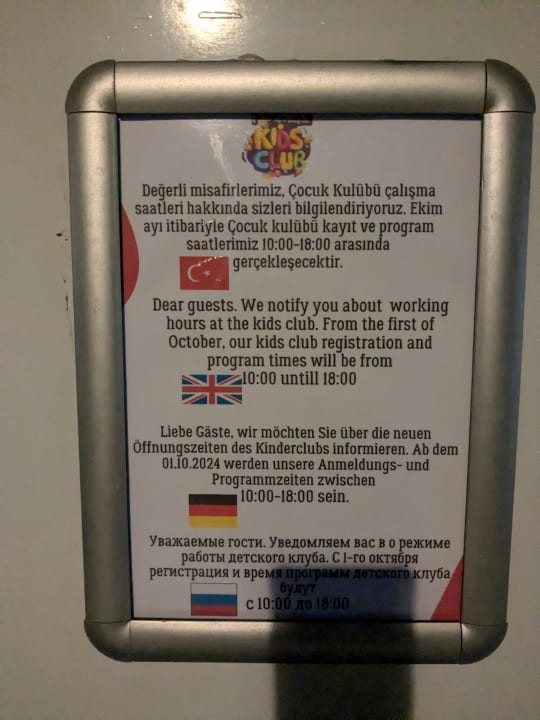 KIDS
CLUB
Değerli misafirlerimiz, Çocuk Kulübü çalışma
saatleri hakkında sizleri bilgilendiriyoruz. Ekim
ayı itibariyle Çocuk kulübü kayıt ve program
saatlerimiz 10:00-18:00 arasında
gerçekleşecektir.
Dear guests. We notify you about working
hours at the kids club. From the first of
October, our kids club registration and
program times will be from
10:00 untill 18:00
Liebe Gäste, wir möchten Sie über die neuen
Öffnungszeiten des Kinderclubs informieren. Ab dem
01.10.2024 werden unsere Anmeldungs- und
Programmzeiten zwischen
10:00-18:00 sein.
Уважаемые гости. Уведомляем вас в о режиме
работы детского клуба. С 1-го октября
регистрация и время программ детского клуба
будут
с 10:00 до 18:00